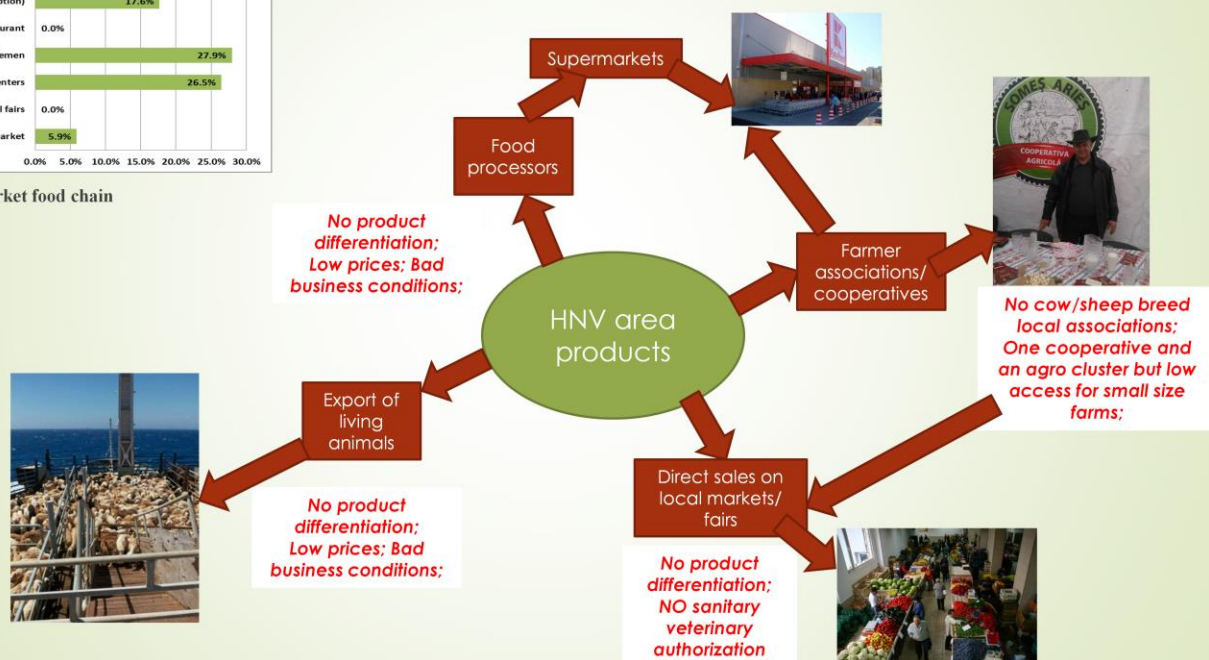 17.6%
0.0%
27.9%
enters
26.5%
fairs
0.0%
5.9%
0.0% 5.0% 10.0% 15.0% 20.0% 25.0% 30.0%
food chain
Supermarkets
K
Food
processors
No product
differentiation;
Low prices; Bad
business conditions;
SOMES ARIES
COOPERATIVA
AGRICOLĂ
Farmer
associations/
cooperatives
HNV area
products
No cow/sheep breed
local associations;
One cooperative and
an agro cluster but low
access for small size
farms;
Export of
living
animals
No product
differentiation;
Low prices; Bad
business conditions;
Direct sales on
local markets/
fairs
No product
differentiation;
NO sanitary
veterinary
authorization